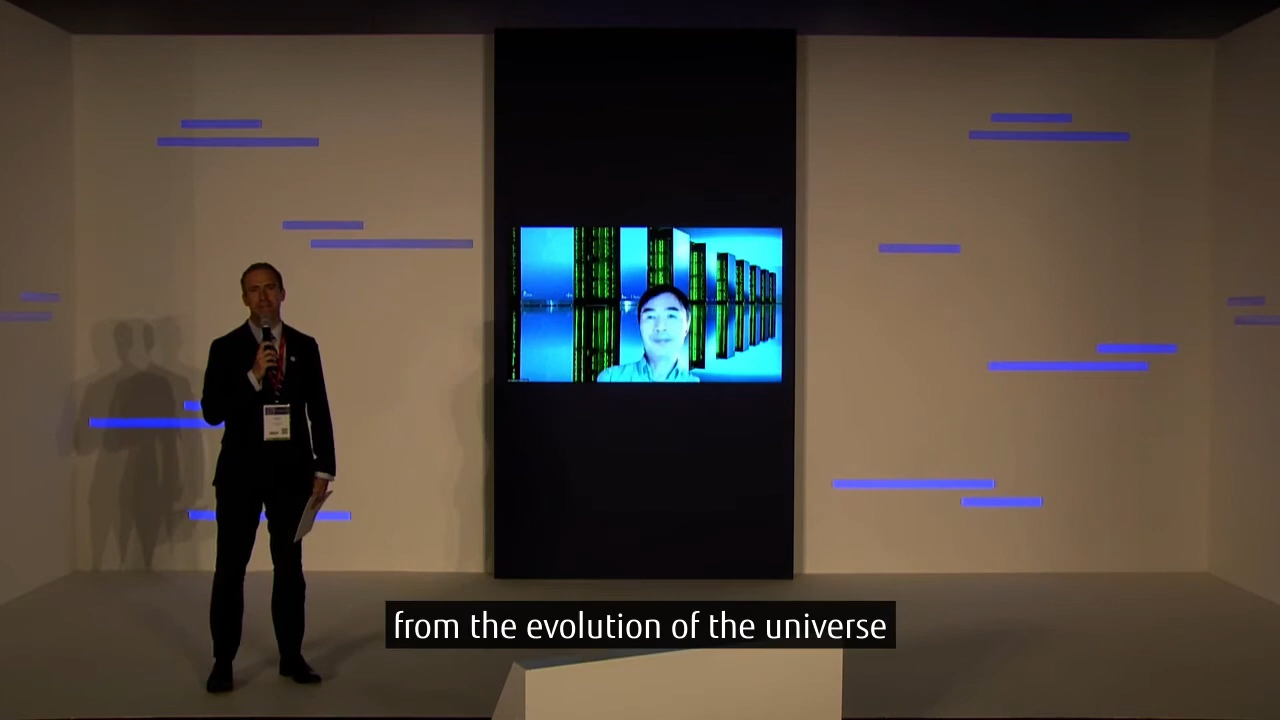 from the evolution of the universe